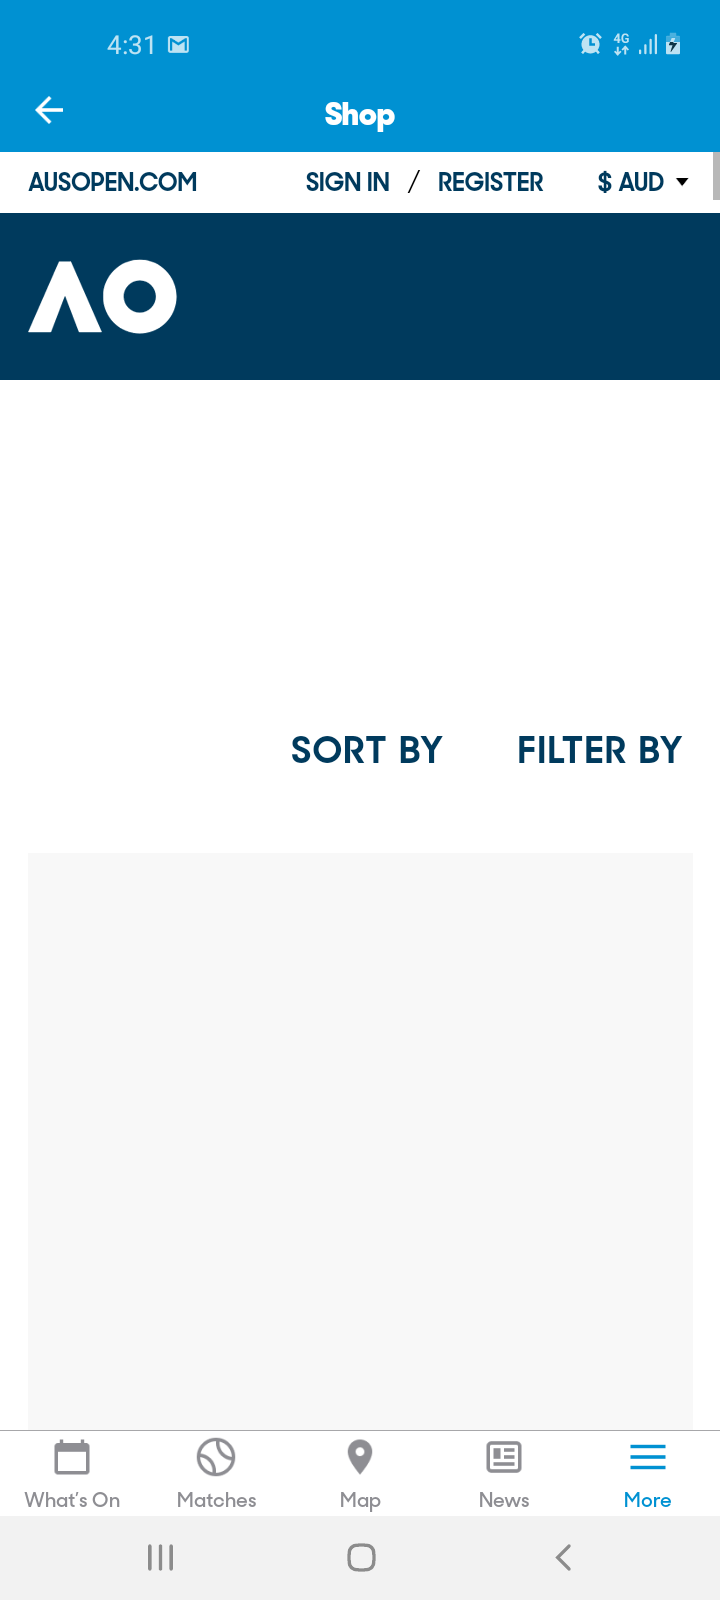 4:31
4G
Shop
AUSOPEN.COM SIGN IN / REGISTER $ AUD
AO
SORT BY FILTER BY
What's On Matches Map News More